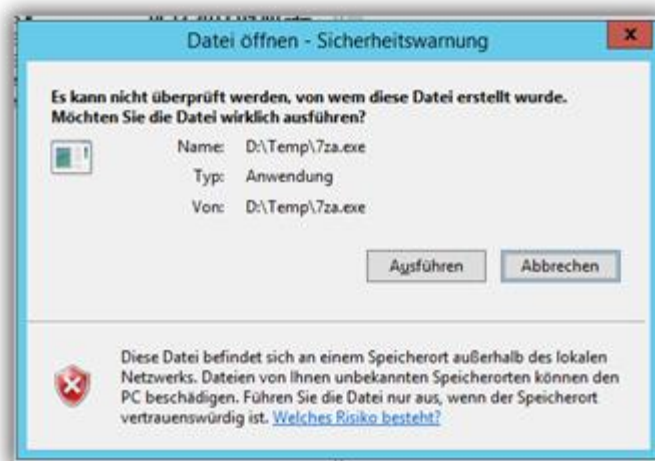 Datei öffnen - Sicherheitswarnung
x
Es kann nicht überprüft werden, von wem diese Datei erstellt wurde.
Möchten Sie die Datei wirklich ausführen?
Name: D:\Temp\7za.exe
Typ: Anwendung
Von: D:\Temp\7za.exe
Ausführen Abbrechen
Diese Datei befindet sich an einem Speicherort außerhalb des lokalen
Netzwerks. Dateien von Ihnen unbekannten Speicherorten können den
PC beschädigen. Führen Sie die Datei nur aus, wenn der Speicherort
vertrauenswürdig ist. Welches Risiko besteht?